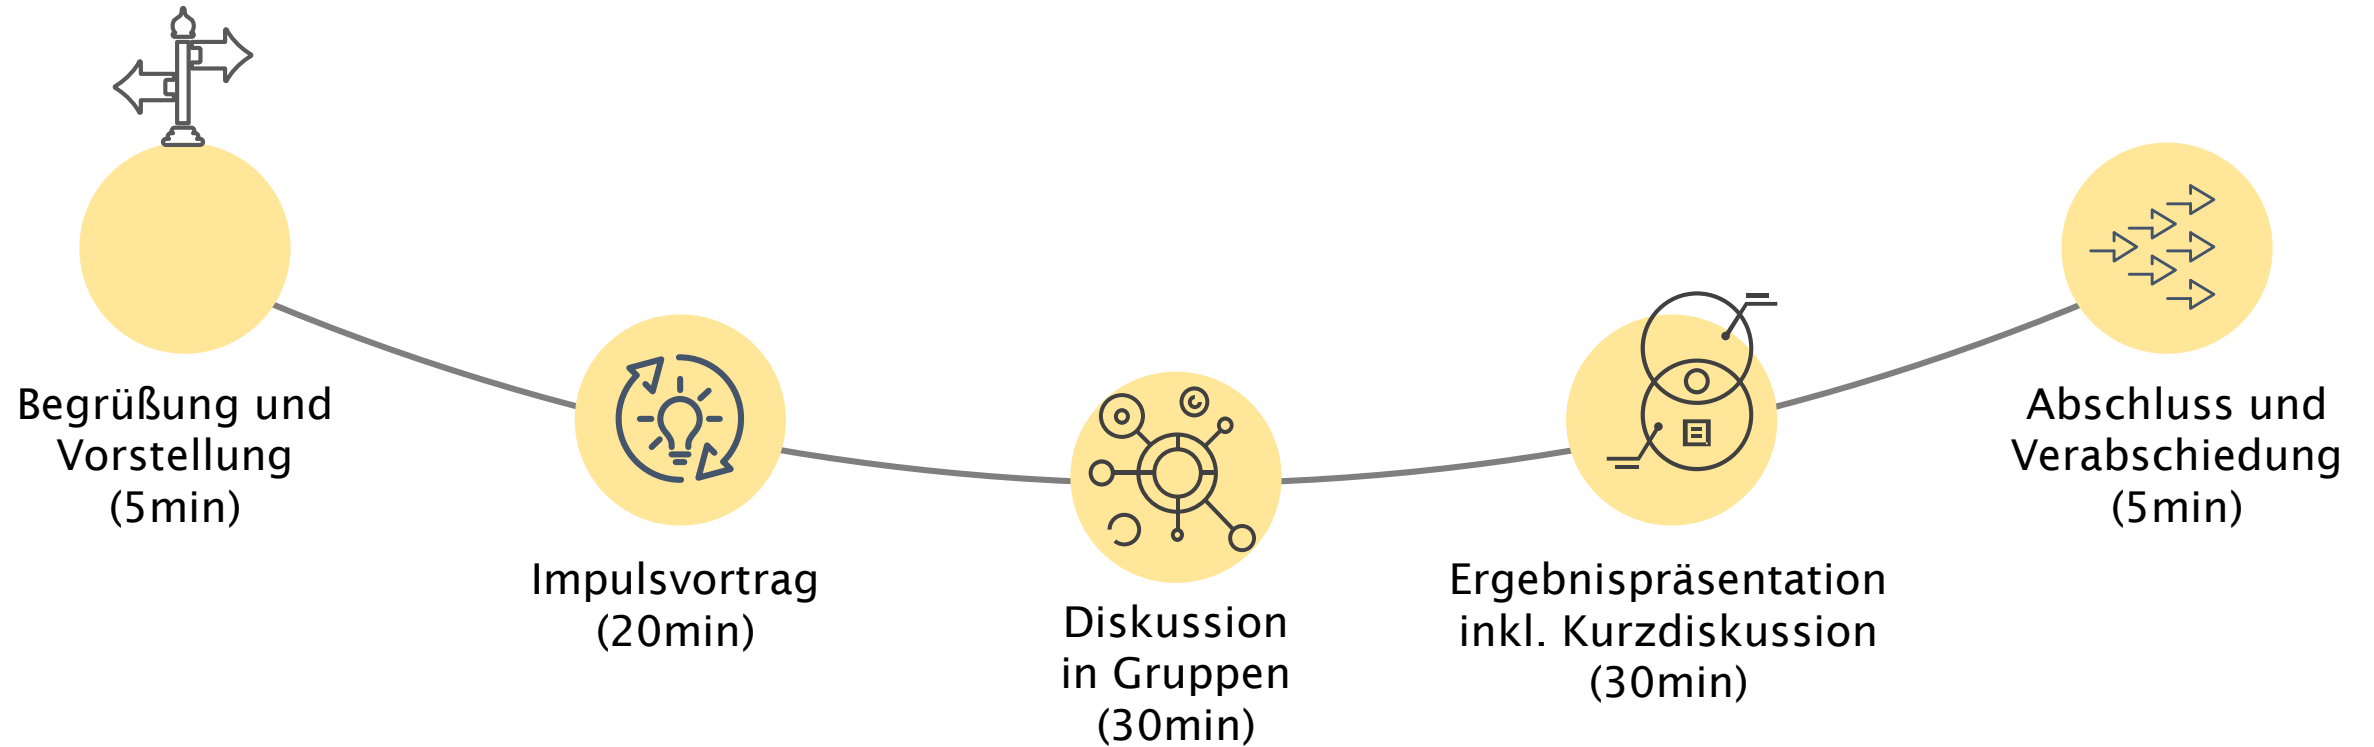 Begrüßung und
Vorstellung
(5min)
Impulsvortrag
(20min)
Diskussion
in Gruppen
(30min)
Ergebnispräsentation
inkl. Kurzdiskussion
(30min)
Abschluss und
Verabschiedung
(5min)